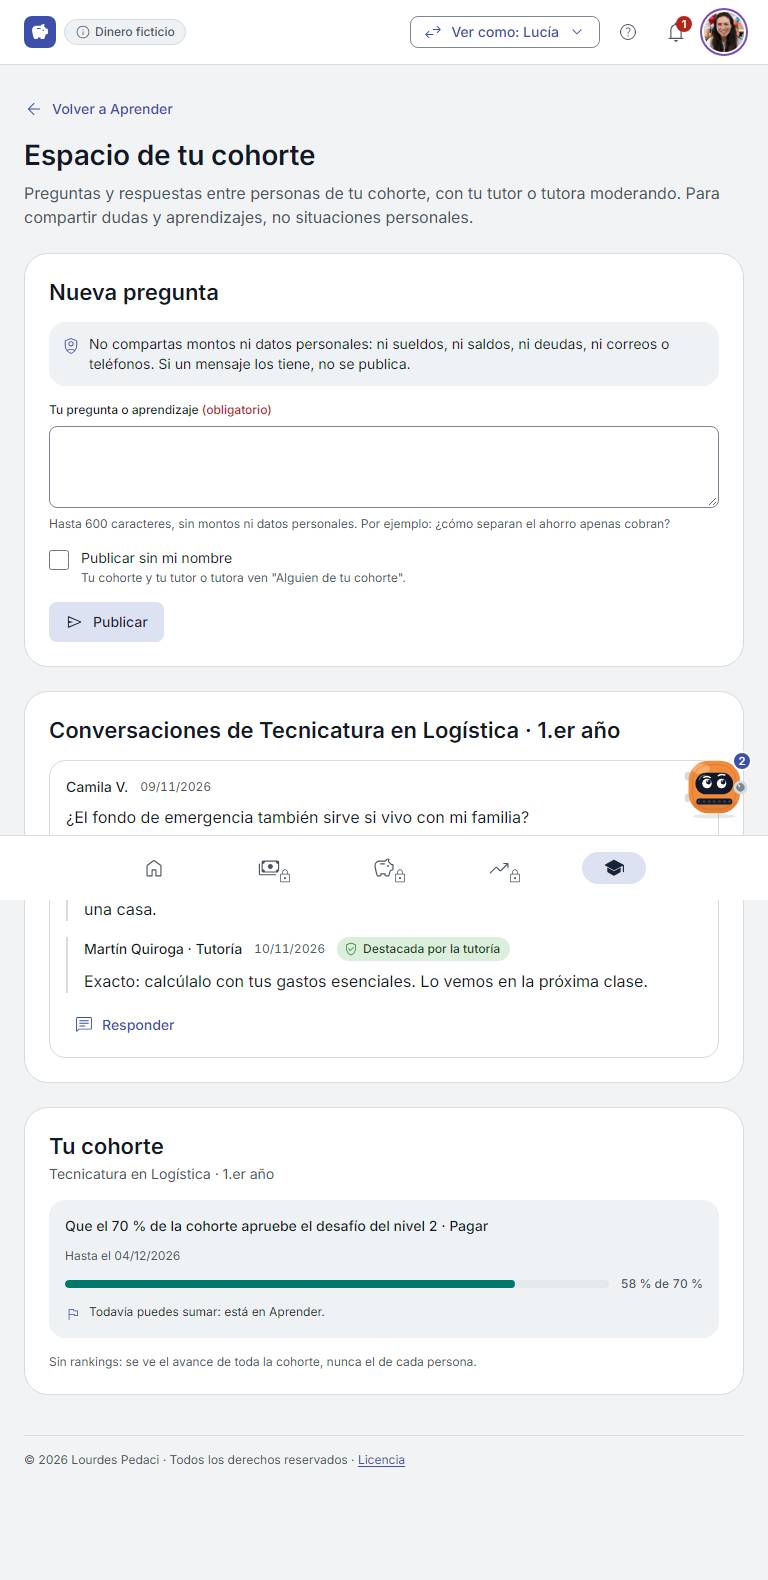 Dinero ficticio
Ver como: Lucía
1
Volver a Aprender
Espacio de tu cohorte
Preguntas y respuestas entre personas de tu cohorte, con tu tutor o tutora moderando. Para
compartir dudas y aprendizajes, no situaciones personales.
Nueva pregunta
No compartas montos ni datos personales: ni sueldos, ni saldos, ni deudas, ni correos o
teléfonos. Si un mensaje los tiene, no se publica.
Tu pregunta o aprendizaje (obligatorio)
Hasta 600 caracteres, sin montos ni datos personales. Por ejemplo: ¿cómo separan el ahorro apenas cobran?
Publicar sin mi nombre
Tu cohorte y tu tutor o tutora ven "Alguien de tu cohorte".
Publicar
Conversaciones de Tecnicatura en Logística · 1.er año
2
Camila V. 09/11/2026
¿El fondo de emergencia también sirve si vivo con mi familia?
una casa.
Martín Quiroga · Tutoría 10/11/2026 Destacada por la tutoría
Exacto: calcúlalo con tus gastos esenciales. Lo vemos en la próxima clase.
Responder
Tu cohorte
Tecnicatura en Logística · 1.er año
Que el 70 % de la cohorte apruebe el desafío del nivel 2 · Pagar
Hasta el 04/12/2026
58 % de 70 %
Todavía puedes sumar: está en Aprender.
Sin rankings: se ve el avance de toda la cohorte, nunca el de cada persona.
© 2026 Lourdes Pedaci · Todos los derechos reservados · Licencia